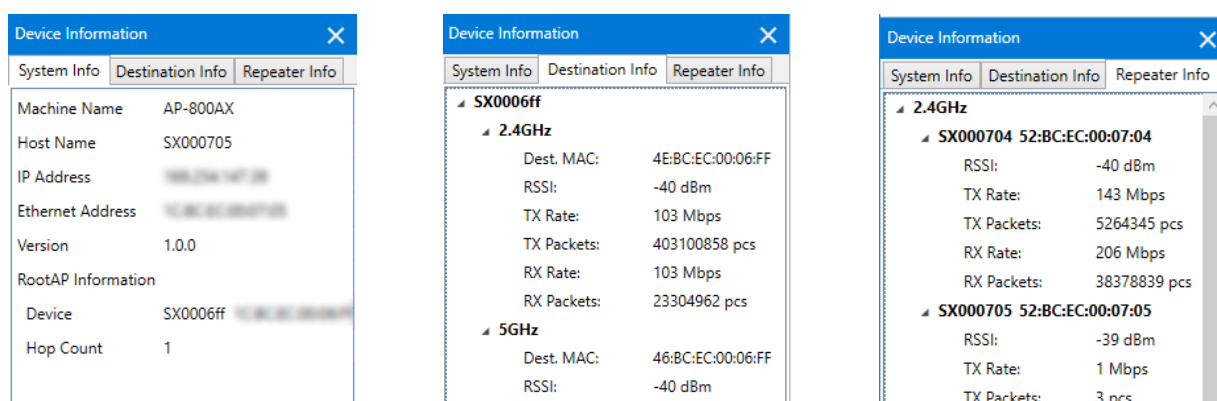 Device Information
System Info Destination Info Repeater Info
Machine Name AP-800AX
Host Name SX000705
IP Address
Ethernet Address
Version 1.0.0
RootAP Information
Device SX0006ff
Hop Count 1
Device Information
System Info Destination Info Repeater Info
SX0006ff
2.4GHz
Dest. MAC: 4E:BC:EC:00:06:FF
RSSI: -40 dBm
TX Rate: 103 Mbps
TX Packets: 403100858 pcs
RX Rate: 103 Mbps
RX Packets: 23304962 pcs
5GHz
Dest. MAC: 46:BC:EC:00:06:FF
RSSI: -40 dBm
Device Information
System Info Destination Info Repeater Info
2.4GHz
SX000704 52:BC:EC:00:07:04
RSSI: -40 dBm
TX Rate: 143 Mbps
TX Packets: 5264345 pcs
RX Rate: 206 Mbps
RX Packets: 38378839 pcs
SX000705 52:BC:EC:00:07:05
RSSI: -39 dBm
TX Rate: 1 Mbps
TX Packets: 3 pcs